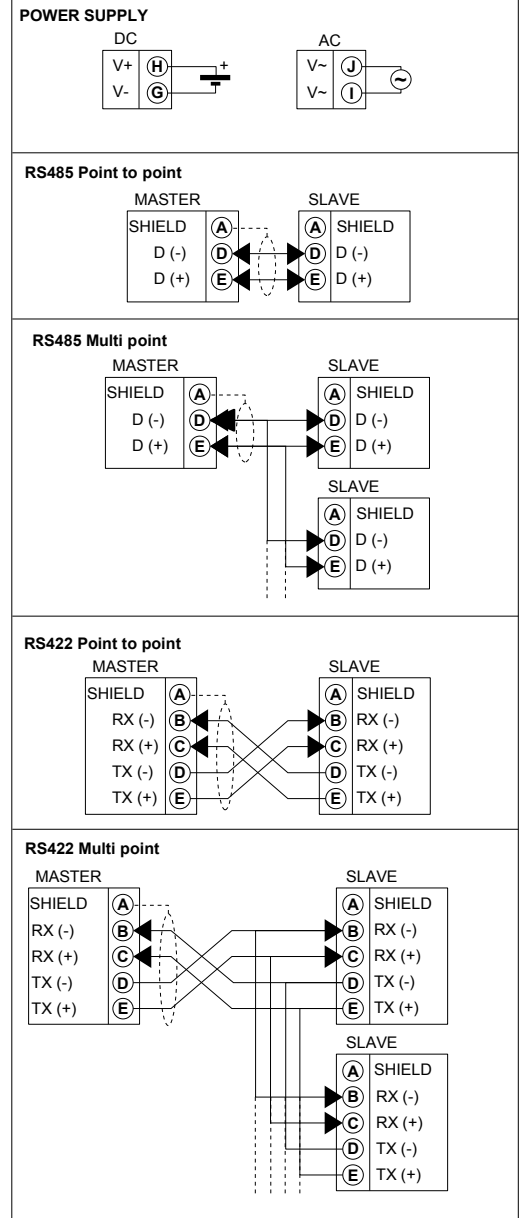 POWER SUPPLY
DC AC
V+ H + V~ J
V- G V~ I ~
RS485 Point to point
MASTER SLAVE
SHIELD A A SHIELD
D (-) D D D (-)
D (+) E E D (+)
RS485 Multi point
MASTER SLAVE
SHIELD A A SHIELD
D (-) D D D (-)
D (+) E E D (+)
SLAVE
A SHIELD
D D (-)
E D (+)
RS422 Point to point
MASTER SLAVE
SHIELD A A SHIELD
RX (-) B B RX (-)
RX (+) C C RX (+)
TX (-) D D TX (-)
TX (+) E E TX (+)
RS422 Multi point
MASTER SLAVE
SHIELD A A SHIELD
RX (-) B B RX (-)
RX (+) C C RX (+)
TX (-) D D TX (-)
TX (+) E E TX (+)
SLAVE
A SHIELD
B RX (-)
C RX (+)
D TX (-)
E TX (+)